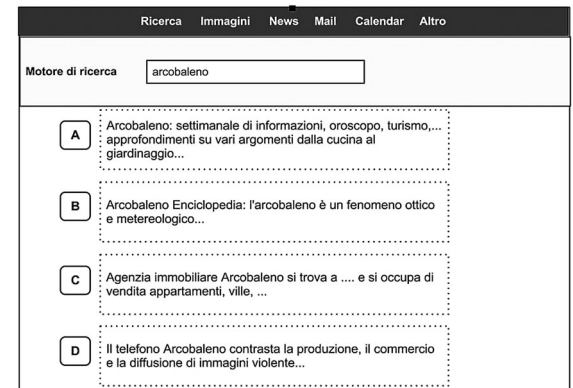 Ricerca Immagini News Mail Calendar Altro
Motore di ricerca arcobaleno
A
Arcobaleno: settimanale di informazioni, oroscopo, turismo,...
approfondimenti su vari argomenti dalla cucina al
giardinaggio...
B
Arcobaleno Enciclopedia: l'arcobaleno è un fenomeno ottico
e metereologico...
C
Agenzia immobiliare Arcobaleno si trova a .... e si occupa di
vendita appartamenti, ville, ...
D
Il telefono Arcobaleno contrasta la produzione, il commercio
e la diffusione di immagini violente...